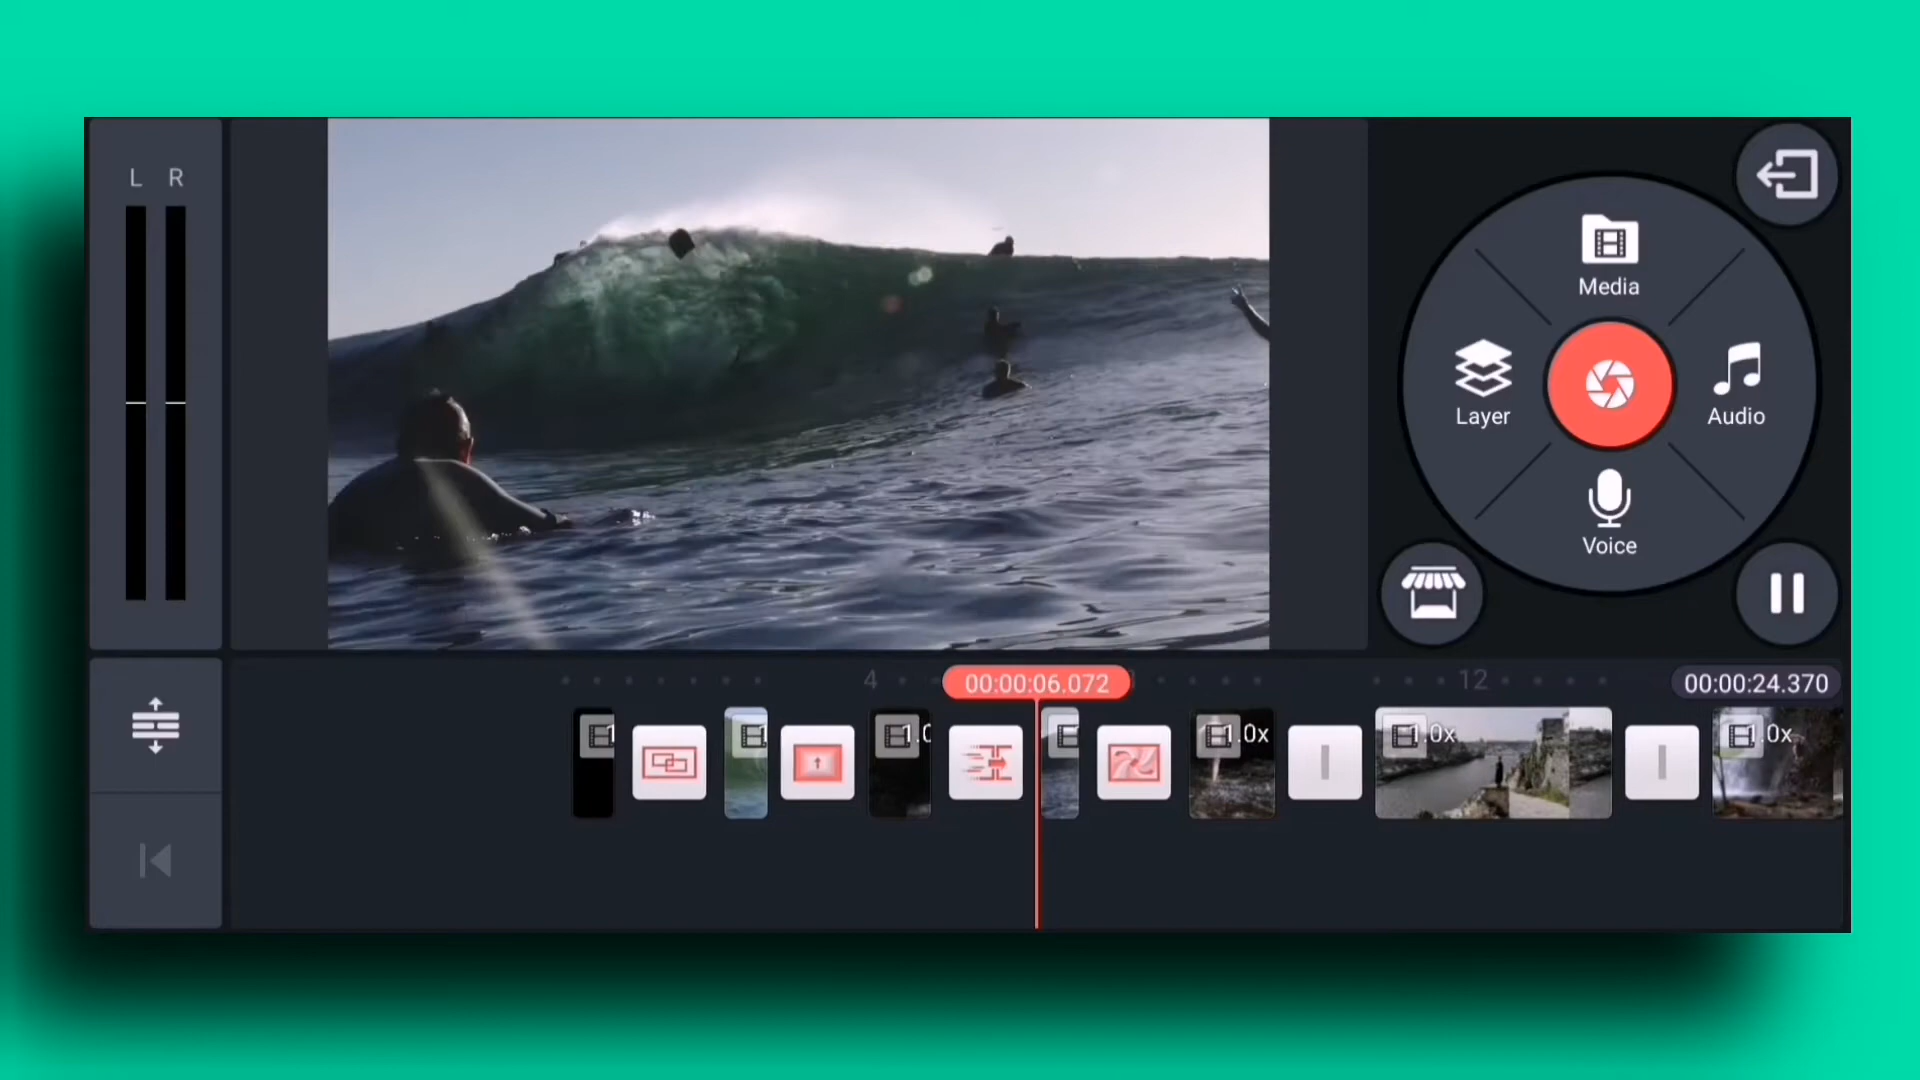 L R
Media
Layer
Audio
Voice
4
00:00:06.072
12
00:00:24.370
1.0x
1.0x
1.0x